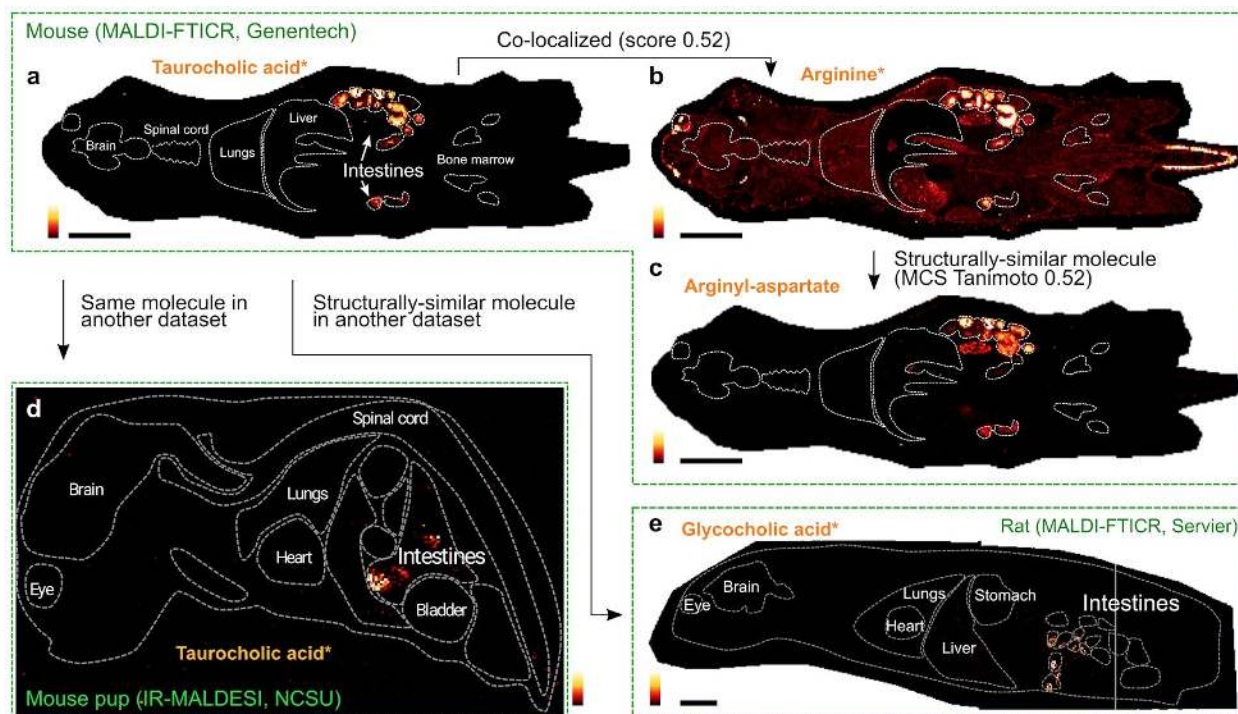 Mouse (MALDI-FTICR, Genentech)
Co-localized (score 0.52)
a
Taurocholic acid*
Brain
Spinal cord
Lungs
Liver
Intestines
Bone marrow
b
Arginine*
Structurally-similar molecule
(MCS Tanimoto 0.52)
c
Arginyl-aspartate
Same molecule in
another dataset
Structurally-similar molecule
in another dataset
d
Spinal cord
Brain
Lungs
Heart
Intestines
Eye
Bladder
Taurocholic acid*
Mouse pup (IR-MALDESI, NCSU)
e
Glycocholic acid*
Rat (MALDI-FTICR, Servier)
Brain
Eye
Lungs
Stomach
Intestines
Heart
Liver